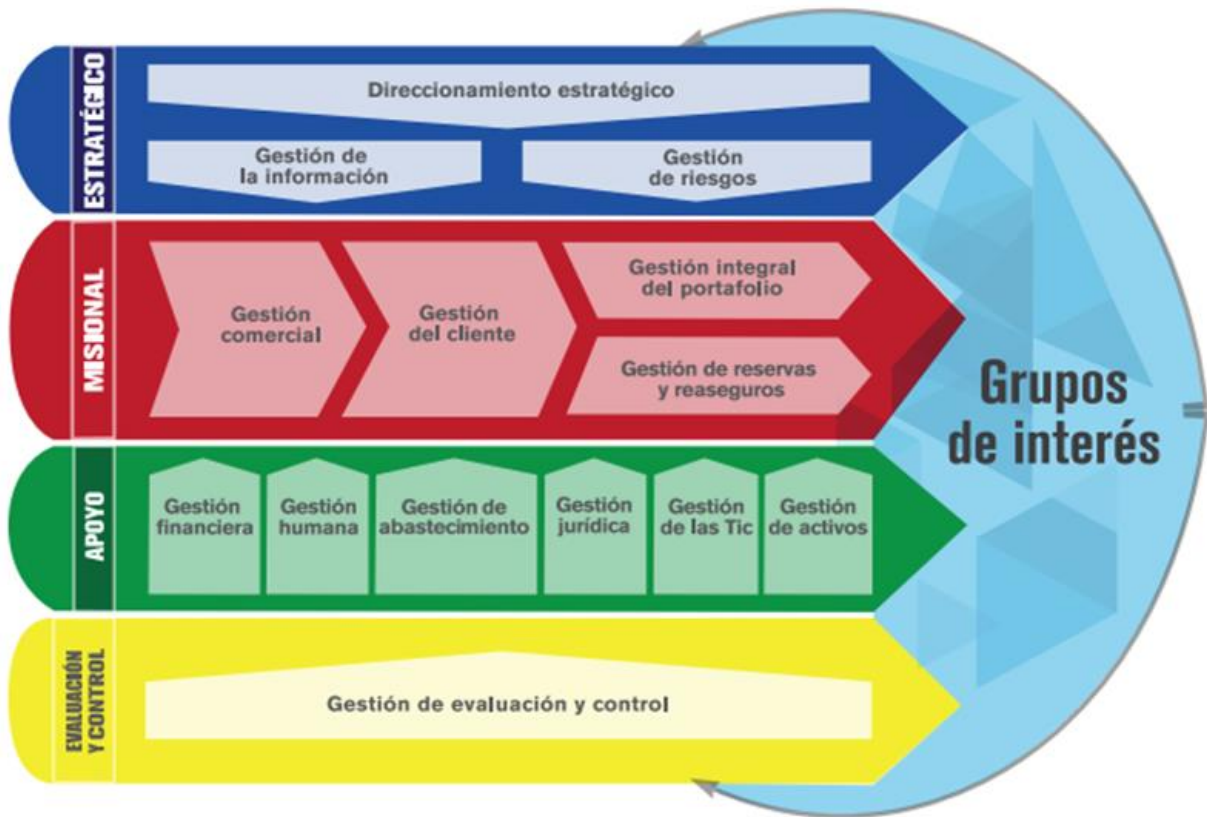 ESTRATÉGICO
Direccionamiento estratégico
Gestión de
la información
Gestión
de riesgos
MISIONAL
Gestión
comercial
Gestión
del cliente
Gestión integral
del portafolio
Gestión de reservas
y reaseguros
APOYO
Gestión
financiera
Gestión
humana
Gestión de
abastecimiento
Gestión
jurídica
Gestión
de las Tic
Gestión
de activos
EVALUACIÓN
Y CONTROL
Gestión de evaluación y control
Grupos
de interés